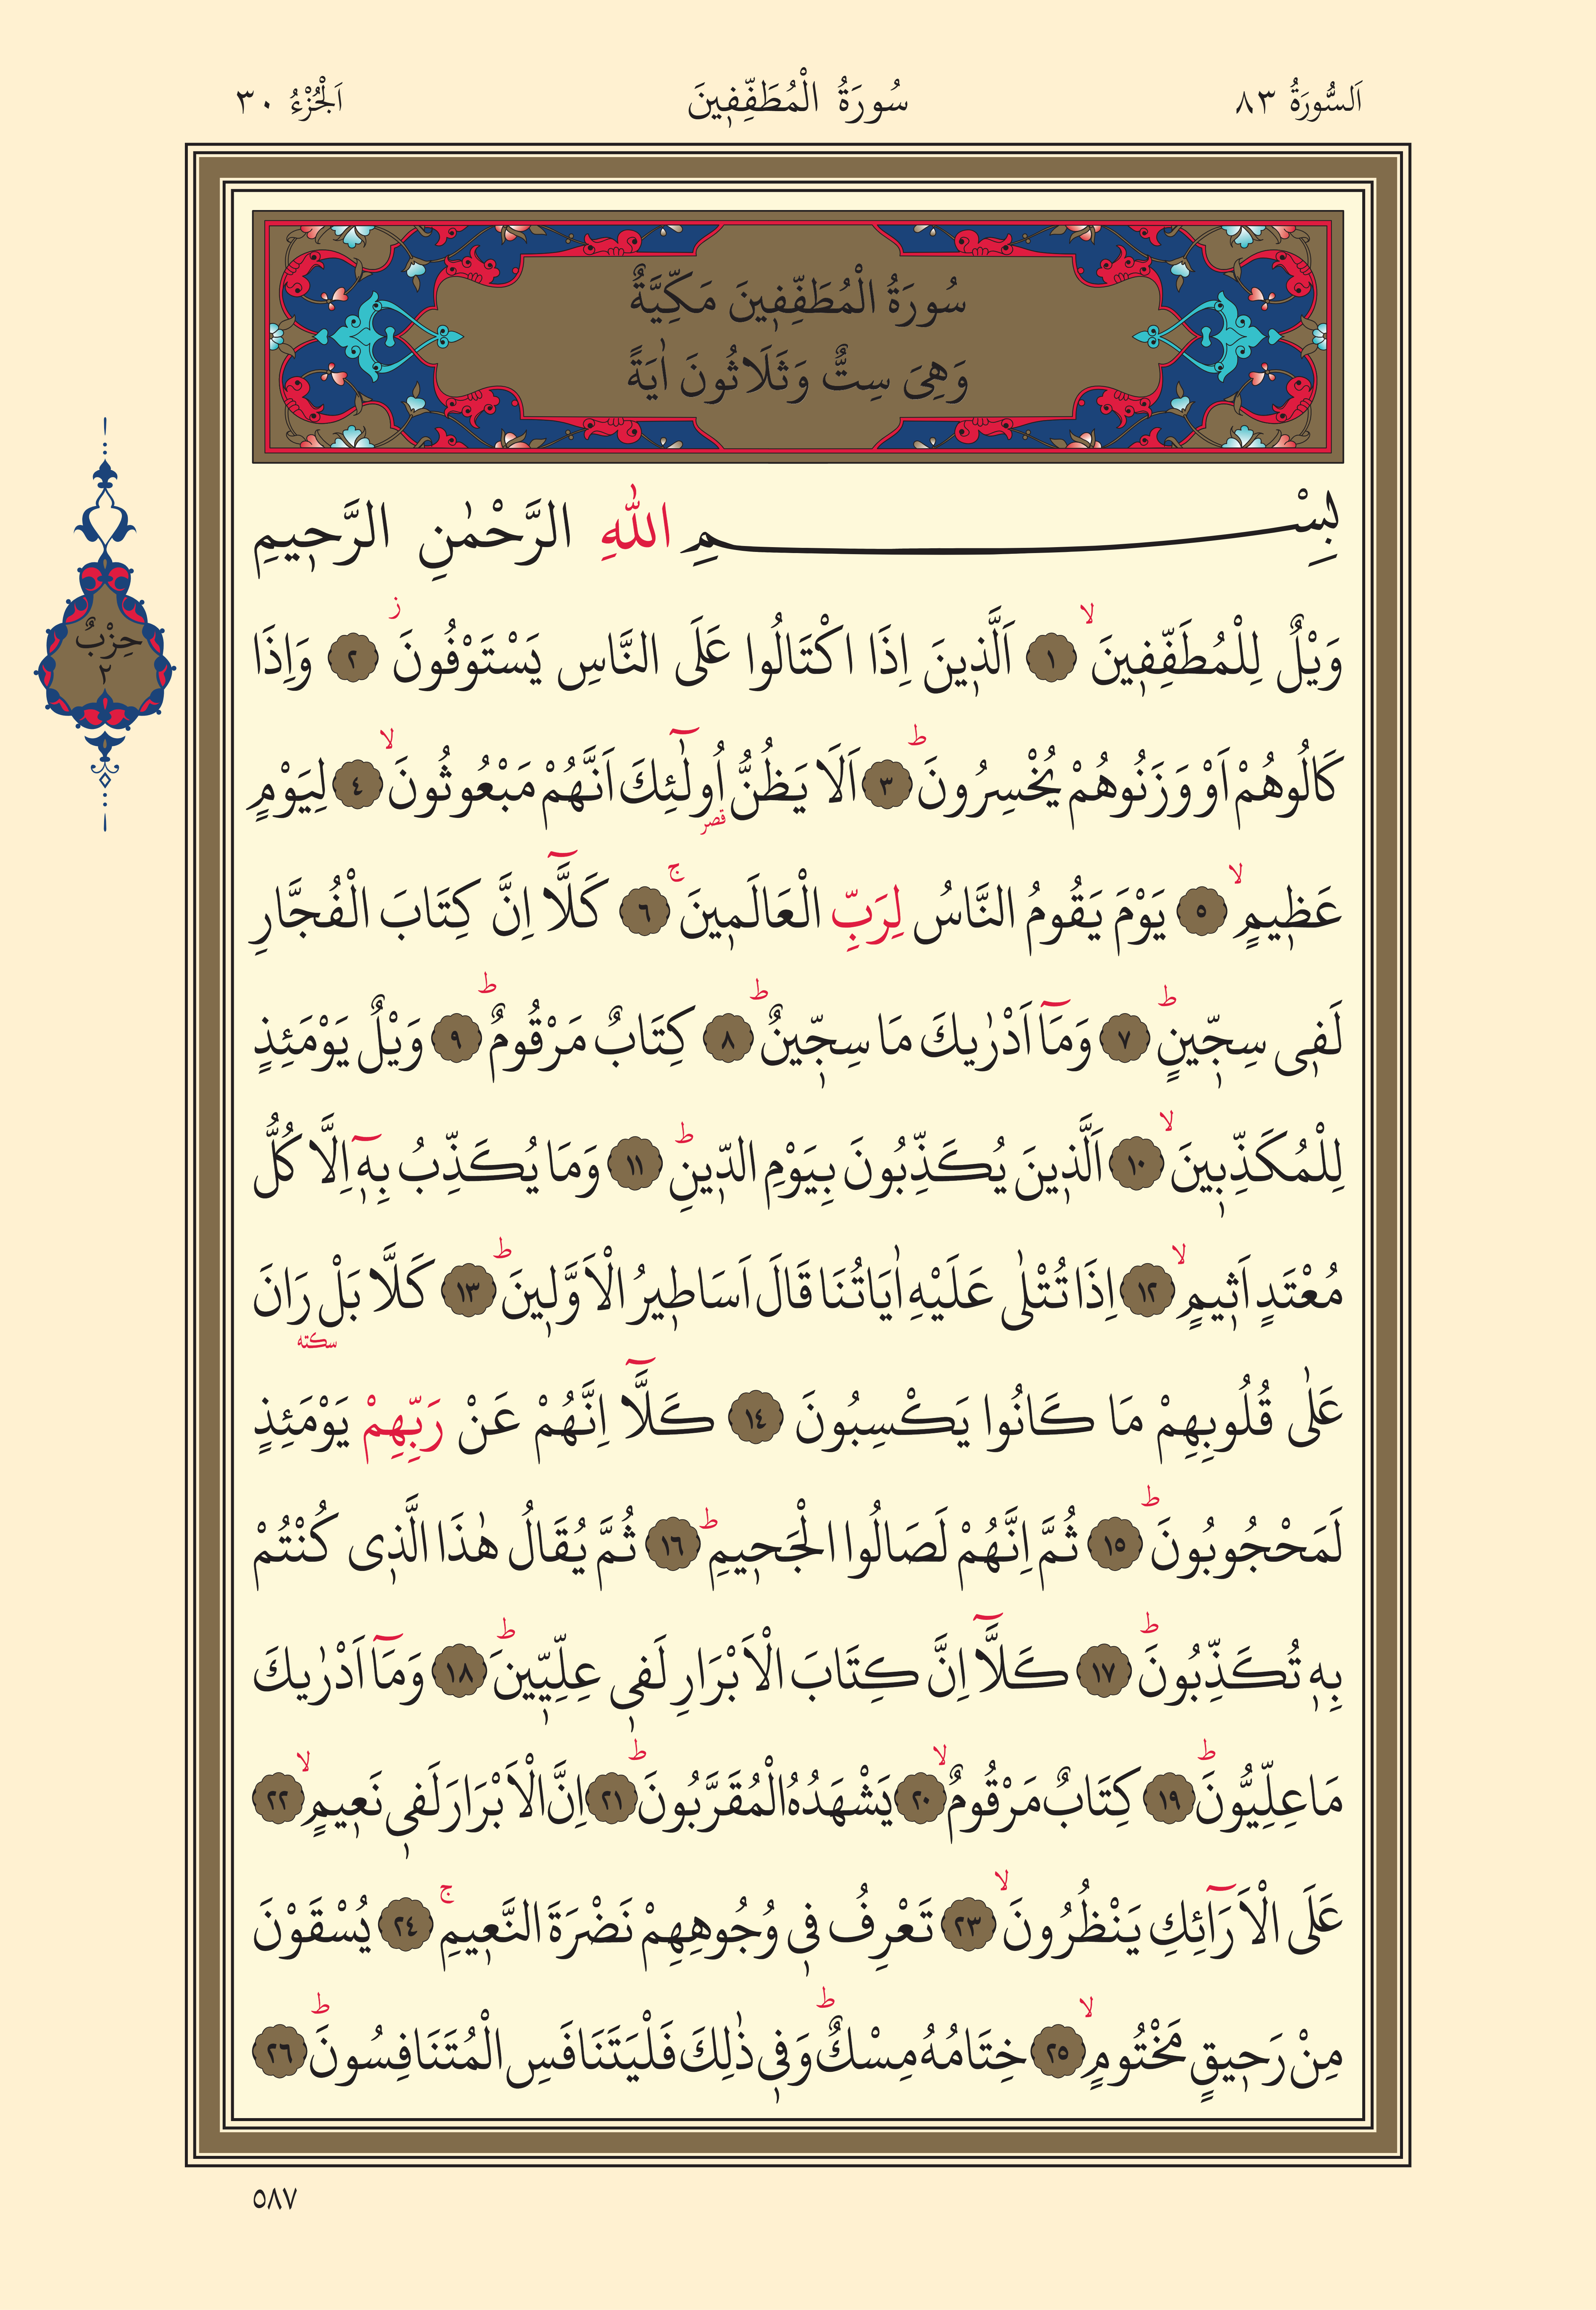 اَلسُّورَةُ ٨٣
سُورَةُ الْمُطَفِّف۪ينَ
اَلْجُزْءُ ٣٠
سُورَةُ الْمُطَفِّف۪ينَ مَكِّيَّةٌ
وَهِىَ سِتٌّ وَثَلَاثُونَ اٰيَةً
حِزْبٌ
٢
بِسْـــمِ اللّٰهِ الرَّحْمٰنِ الرَّح۪يمِ
وَيْلٌ لِلْمُطَفِّف۪ينَۙ ١ اَلَّذ۪ينَ اِذَا اكْتَالُوا عَلَى النَّاسِ يَسْتَوْفُونَۘ ز ٢ وَاِذَا
كَالُوهُمْ اَوْ وَزَنُوهُمْ يُخْسِرُونَۜ ٣ اَلَا يَظُنُّ اُو۬لٰٓئِكَ اَنَّهُمْ مَبْعُوثُونَۙ ٤ لِيَوْمٍ
قصر
عَظ۪يمٍۙ ٥ يَوْمَ يَقُومُ النَّاسُ لِرَبِّ الْعَالَم۪ينَۚ ٦ كَلَّٓا اِنَّ كِتَابَ الْفُجَّارِ
لَف۪ى سِجّ۪ينٍۜ ٧ وَمَٓا اَدْرٰيكَ مَا سِجّ۪ينٌۜ ٨ كِتَابٌ مَرْقُومٌۜ ٩ وَيْلٌ يَوْمَئِذٍ
لِلْمُكَذِّب۪ينَۙ ١٠ اَلَّذ۪ينَ يُكَذِّبُونَ بِيَوْمِ الدّ۪ينِۜ ١١ وَمَا يُكَذِّبُ بِه۪ٓ اِلَّا كُلُّ
مُعْتَدٍ اَث۪يمٍۙ ١٢ اِذَا تُتْلٰى عَلَيْهِ اٰيَاتُنَا قَالَ اَسَاط۪يرُ الْاَوَّل۪ينَۜ ١٣ كَلَّا بَلْ رَانَ
سكته
عَلٰى قُلُوبِهِمْ مَا كَانُوا يَكْسِبُونَ ١٤ كَلَّٓا اِنَّهُمْ عَنْ رَبِّهِمْ يَوْمَئِذٍ
لَمَحْجُوبُونَۜ ١٥ ثُمَّ اِنَّهُمْ لَصَالُوا الْجَح۪يمِۜ ١٦ ثُمَّ يُقَالُ هٰذَا الَّذ۪ى كُنْتُمْ
بِه۪ تُكَذِّبُونَۜ ١٧ كَلَّٓا اِنَّ كِتَابَ الْاَبْرَارِ لَف۪ى عِلِّيّ۪ينَۜ ١٨ وَمَٓا اَدْرٰيكَ
مَا عِلِّيُّونَۜ ١٩ كِتَابٌ مَرْقُومٌۙ ٢٠ يَشْهَدُهُ الْمُقَرَّبُونَۜ ٢١ اِنَّ الْاَبْرَارَ لَف۪ى نَع۪يمٍۙ ٢٢
عَلَى الْاَرَٓائِكِ يَنْظُرُونَۙ ٢٣ تَعْرِفُ ف۪ى وُجُوهِهِمْ نَضْرَةَ النَّع۪يمِۚ ٢٤ يُسْقَوْنَ
مِنْ رَح۪يقٍ مَخْتُومٍۙ ٢٥ خِتَامُهُ مِسْكٌۜ وَف۪ى ذٰلِكَ فَلْيَتَنَافَسِ الْمُتَنَافِسُونَۜ ٢٦
٥٨٧